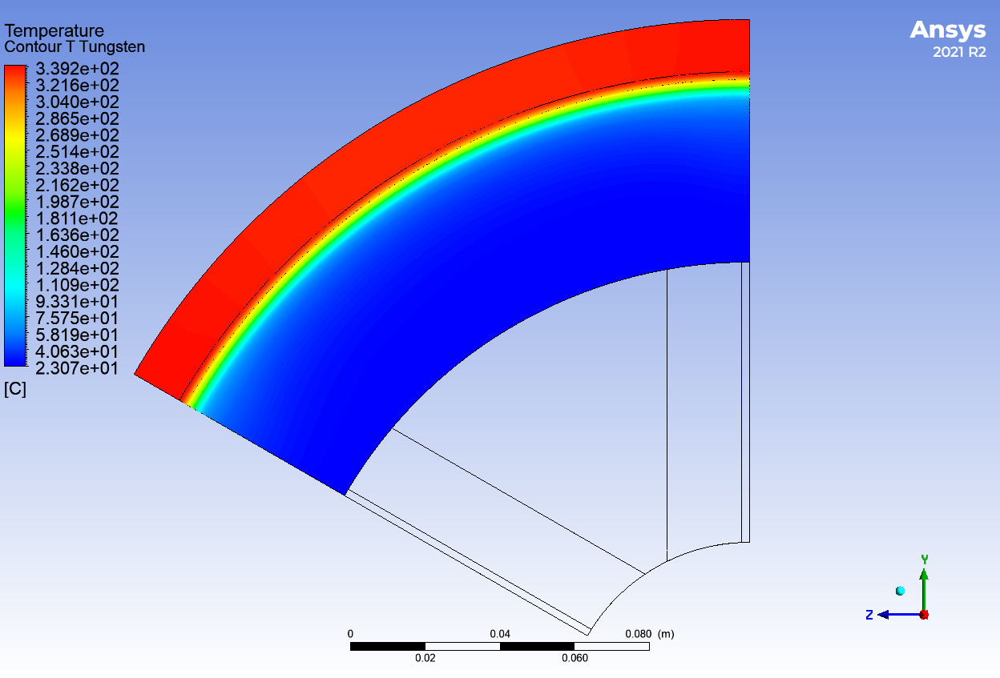 Temperature
Contour T Tungsten
3.392e+02
3.216e+02
3.040e+02
2.865e+02
2.689e+02
2.514e+02
2.338e+02
2.162e+02
1.987e+02
1.811e+02
1.636e+02
1.460e+02
1.284e+02
1.109e+02
9.331e+01
7.575e+01
5.819e+01
4.063e+01
2.307e+01
[C]
Ansys
2021 R2
Y
Z
0 0.04 0.080 (m)
0.02 0.060